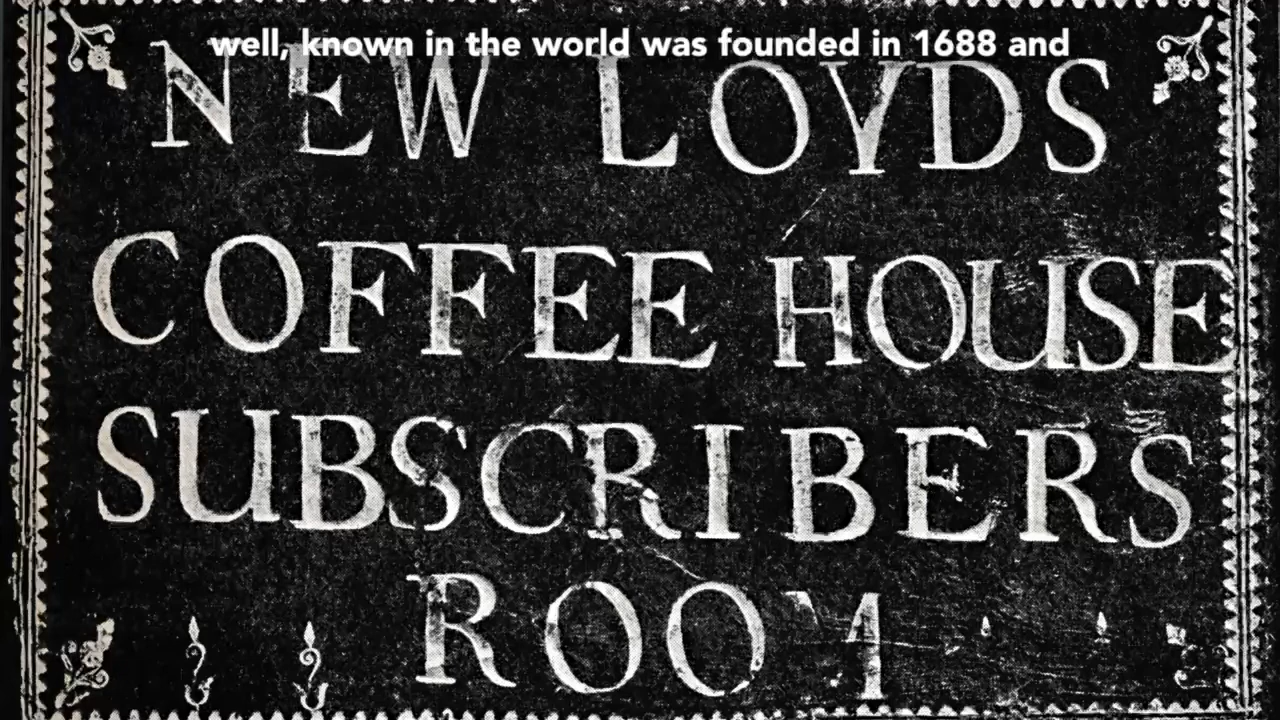 well, known in the world was founded in 1688 and
NEW LOYDS
COFFEE HOUSE
SUBSCRIBERS
ROOM